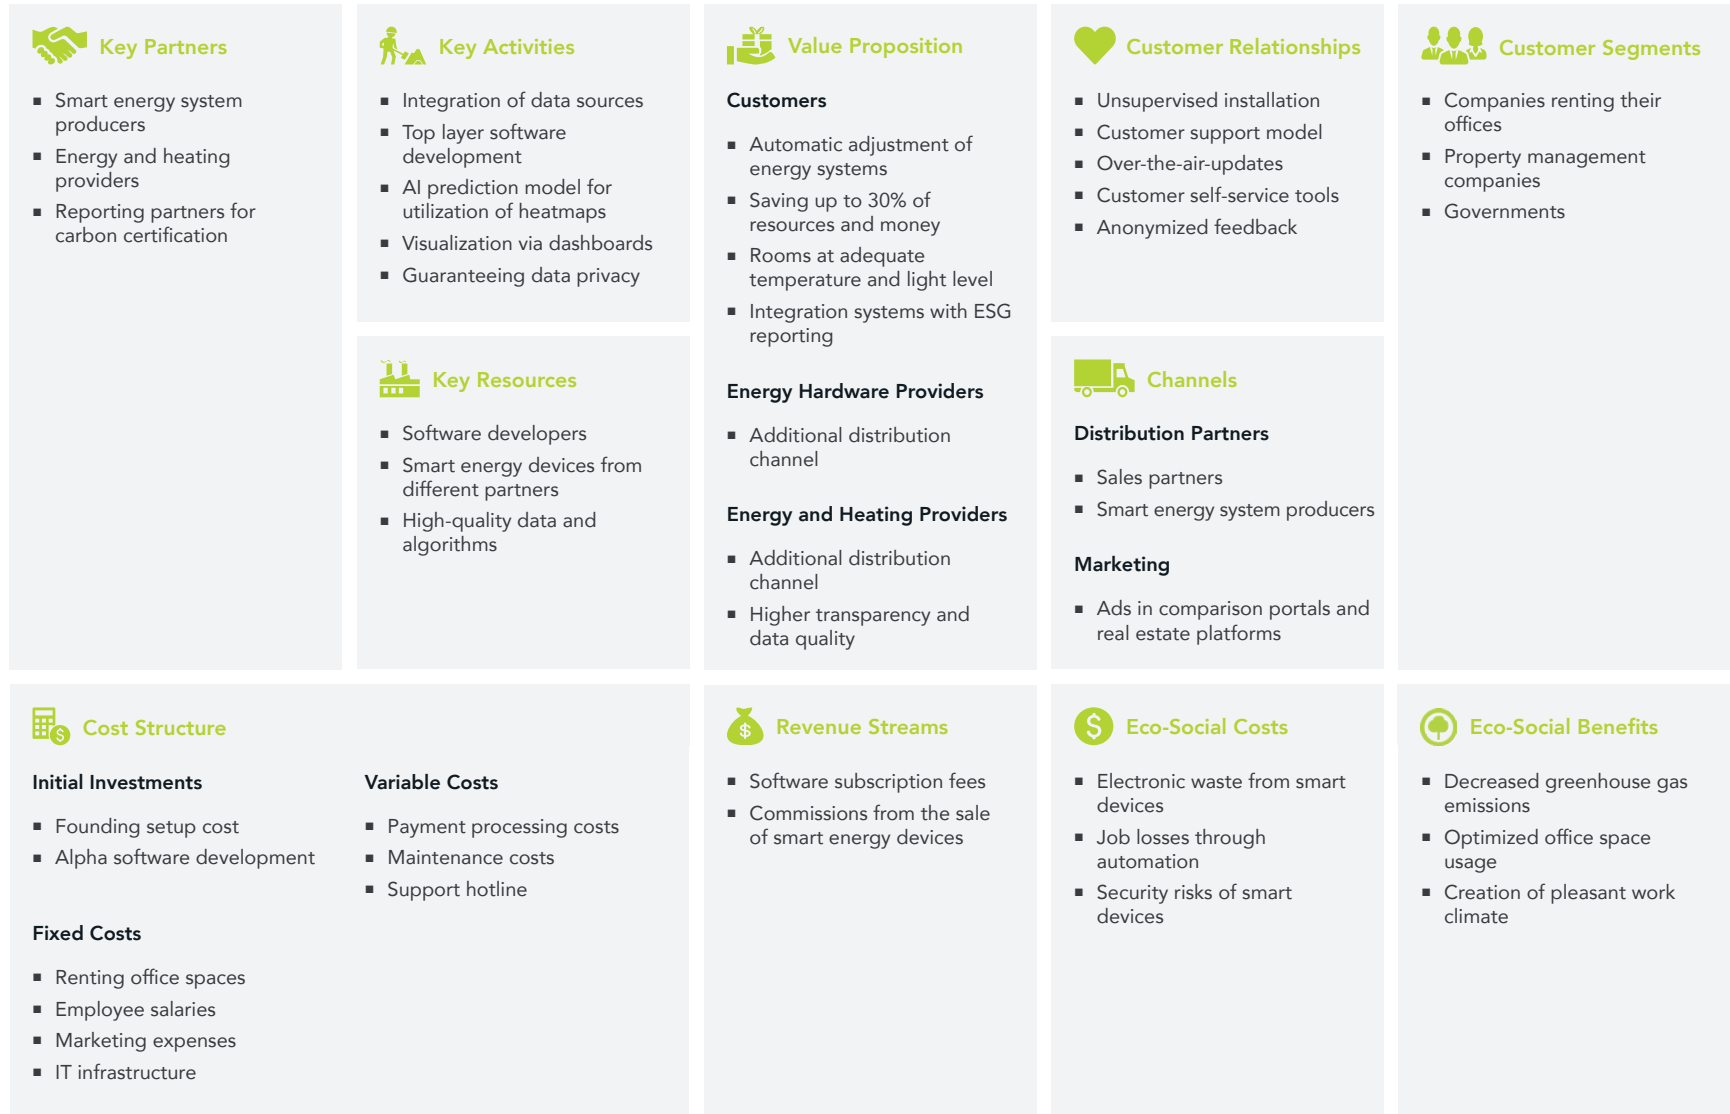 Key Partners
Smart energy system
producers
Energy and heating
providers
Reporting partners for
carbon certification
Key Activities
Integration of data sources
Top layer software
development
AI prediction model for
utilization of heatmaps
Visualization via dashboards
Guaranteeing data privacy
Key Resources
Software developers
Smart energy devices from
different partners
High-quality data and
algorithms
Value Proposition
Customers
Automatic adjustment of
energy systems
Saving up to 30% of
resources and money
Rooms at adequate
temperature and light level
Integration systems with ESG
reporting
Energy Hardware Providers
Additional distribution
channel
Energy and Heating Providers
Additional distribution
channel
Higher transparency and
data quality
Customer Relationships
Unsupervised installation
Customer support model
Over-the-air-updates
Customer self-service tools
Anonymized feedback
Channels
Distribution Partners
Sales partners
Smart energy system producers
Marketing
Ads in comparison portals and
real estate platforms
Customer Segments
Companies renting their
offices
Property management
companies
Governments
Cost Structure
Initial Investments
Founding setup cost
Alpha software development
Fixed Costs
Renting office spaces
Employee salaries
Marketing expenses
IT infrastructure
Variable Costs
Payment processing costs
Maintenance costs
Support hotline
Revenue Streams
Software subscription fees
Commissions from the sale
of smart energy devices
Eco-Social Costs
Electronic waste from smart
devices
Job losses through
automation
Security risks of smart
devices
Eco-Social Benefits
Decreased greenhouse gas
emissions
Optimized office space
usage
Creation of pleasant work
climate